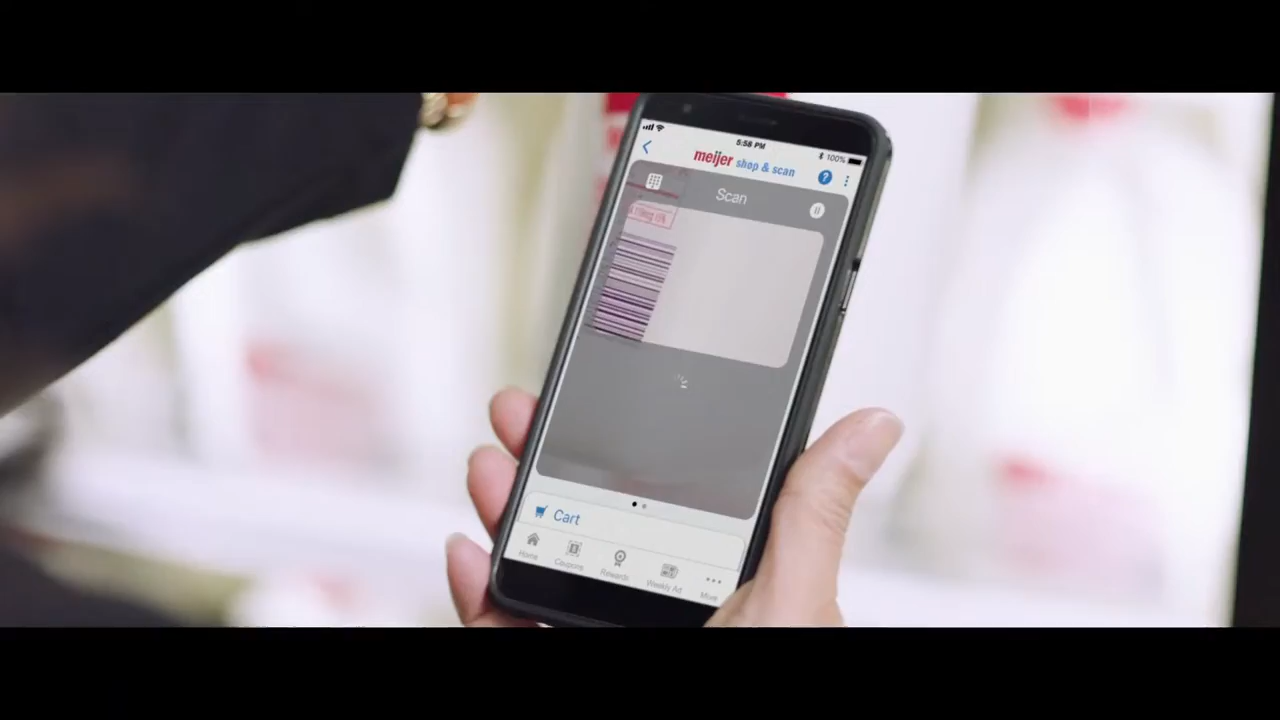 5:58 PM
100%
meijer shop & scan
?
Scan
Cart
Home
Coupons
Rewards
Weekly Ad
More